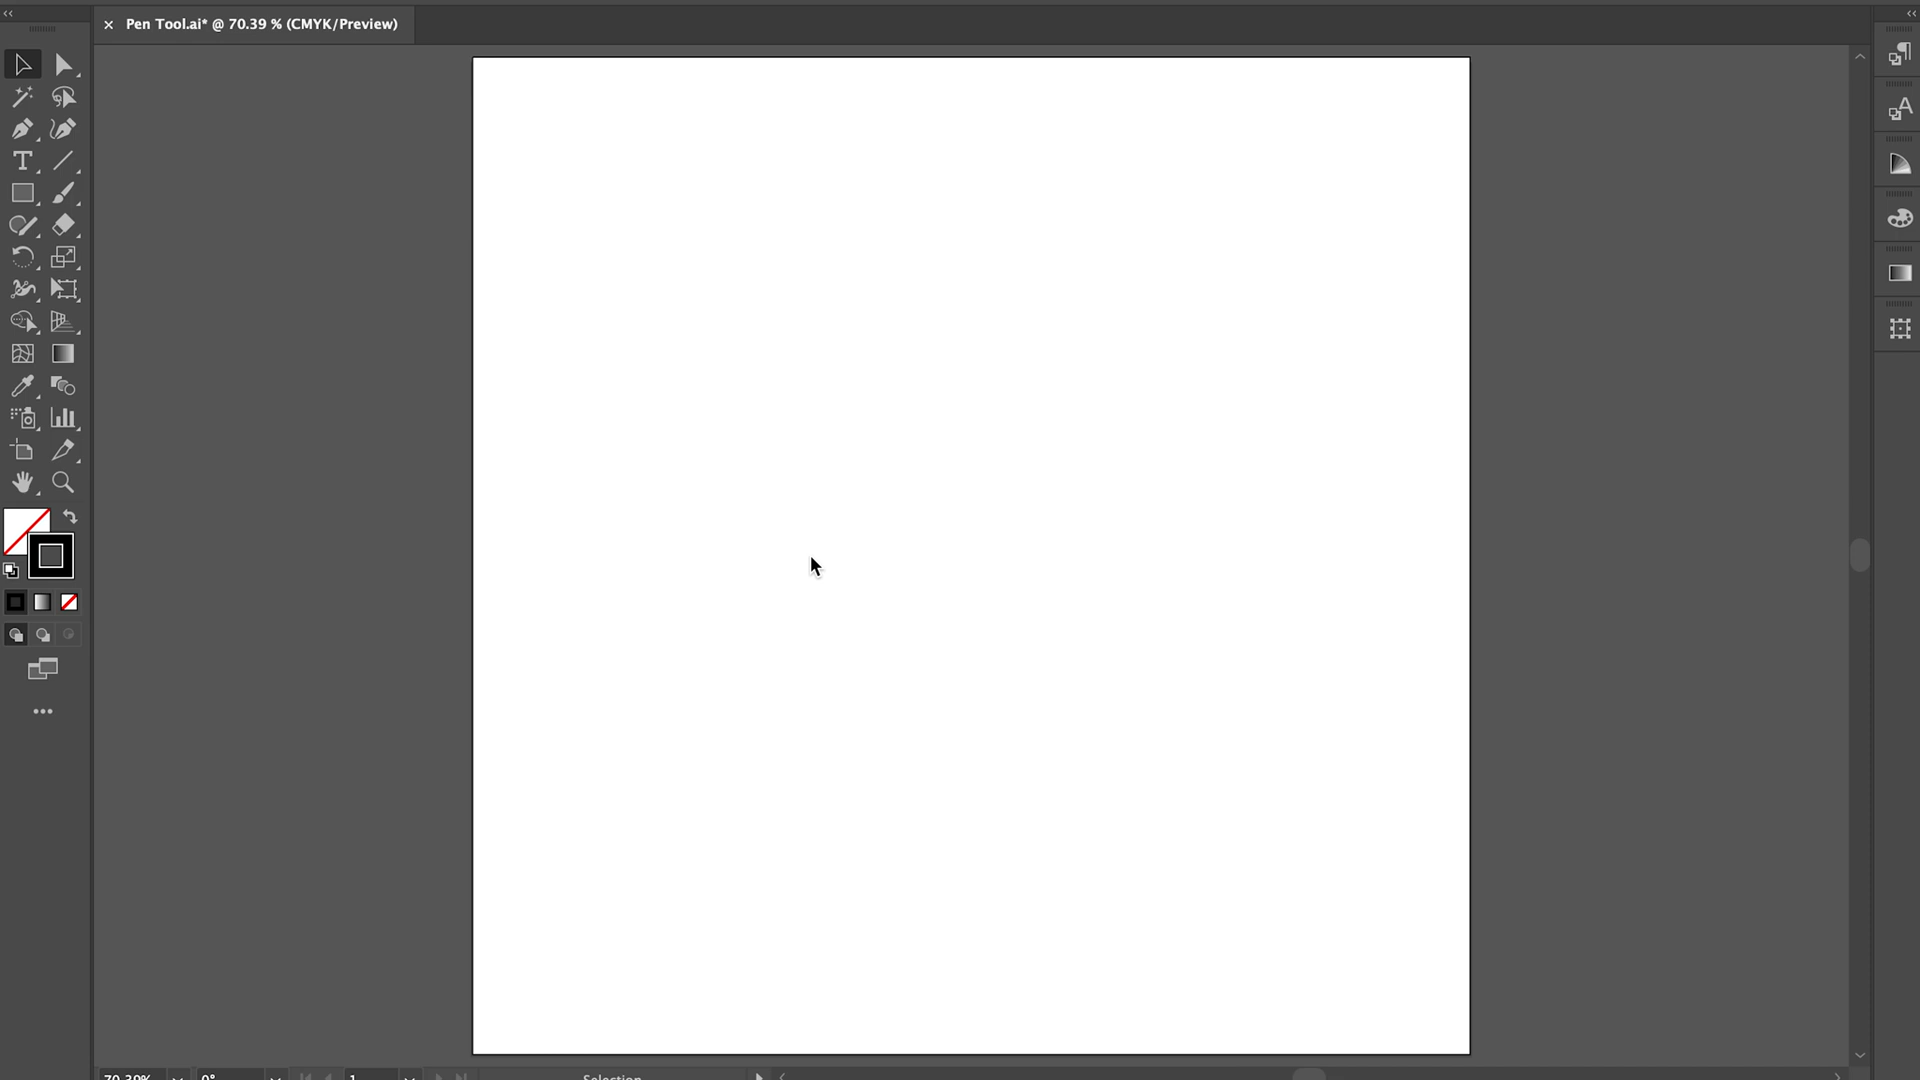 Pen Tool.ai* @ 70.39 % (CMYK/Preview)
70.39% 0° 1 Selection